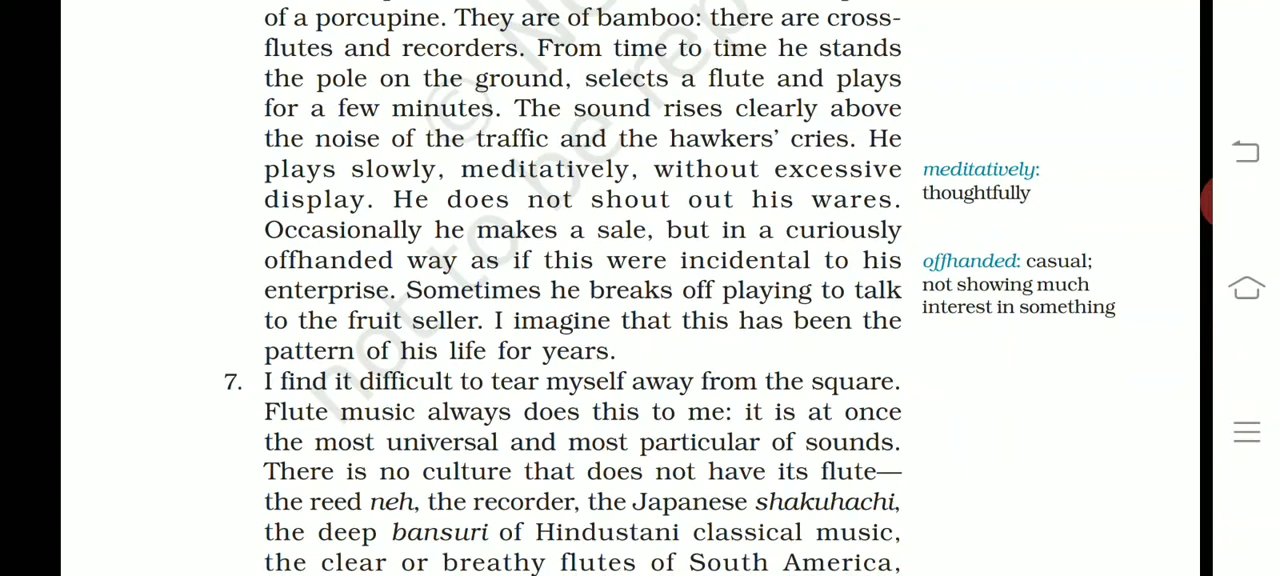 of a porcupine. They are of bamboo: there are cross-
flutes and recorders. From time to time he stands
the pole on the ground, selects a flute and plays
for a few minutes. The sound rises clearly above
the noise of the traffic and the hawkers' cries. He
plays slowly, meditatively, without excessive
display. He does not shout out his wares.
Occasionally he makes a sale, but in a curiously
offhanded way as if this were incidental to his
enterprise. Sometimes he breaks off playing to talk
to the fruit seller. I imagine that this has been the
pattern of his life for years.
meditatively:
thoughtfully
offhanded: casual;
not showing much
interest in something
7. I find it difficult to tear myself away from the square.
Flute music always does this to me: it is at once
the most universal and most particular of sounds.
There is no culture that does not have its flute—
the reed neh, the recorder, the Japanese shakuhachi,
the deep bansuri of Hindustani classical music,
the clear or breathy flutes of South America,
not to be rep